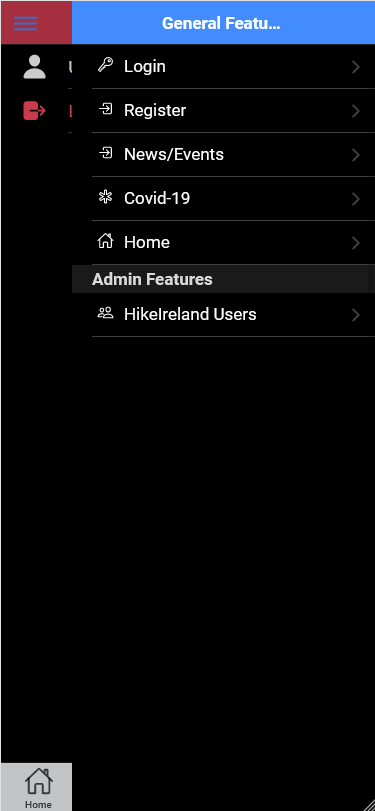 General Featu...
Login
Register
News/Events
Covid-19
Home
Admin Features
HikeIreland Users
Home